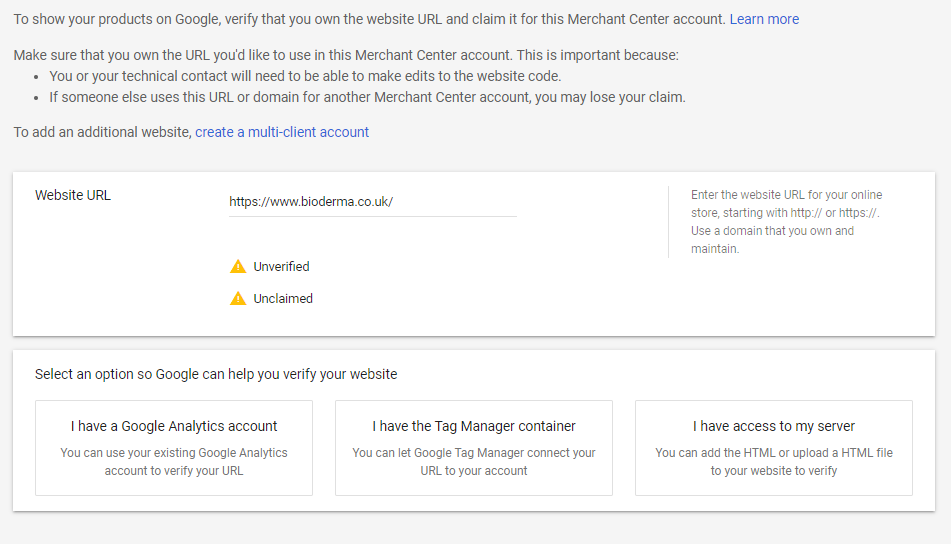 To show your products on Google, verify that you own the website URL and claim it for this Merchant Center account. Learn more
Make sure that you own the URL you'd like to use in this Merchant Center account. This is important because:
• You or your technical contact will need to be able to make edits to the website code.
• If someone else uses this URL or domain for another Merchant Center account, you may lose your claim.
To add an additional website, create a multi-client account
Website URL
https://www.bioderma.co.uk/
Unverified
Unclaimed
Enter the website URL for your online
store, starting with http:// or https://.
Use a domain that you own and
maintain.
Select an option so Google can help you verify your website
I have a Google Analytics account
You can use your existing Google Analytics
account to verify your URL
I have the Tag Manager container
You can let Google Tag Manager connect your
URL to your account
I have access to my server
You can add the HTML or upload a HTML file
to your website to verify